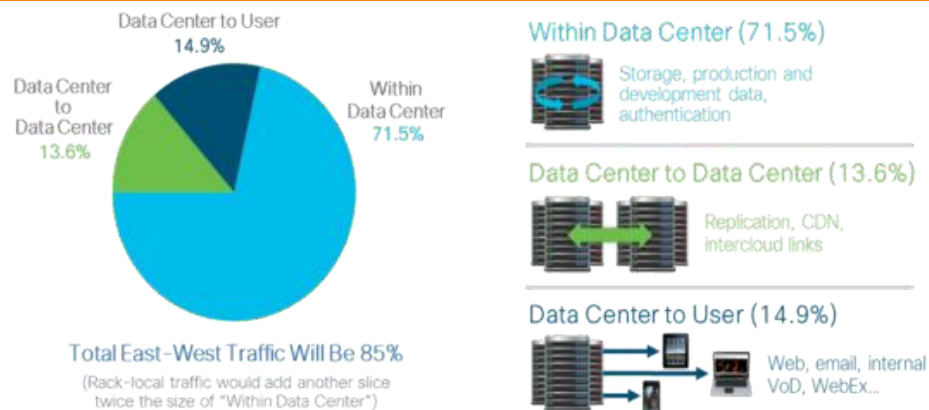 Data Center to User
14.9%
Data Center
to
Data Center
13.6%
Within
Data Center
71.5%
Total East-West Traffic Will Be 85%
(Rack-local traffic would add another slice
twice the size of "Within Data Center")
Within Data Center (71.5%)
Storage, production and
development data,
authentication
Data Center to Data Center (13.6%)
Replication, CDN,
intercloud links
Data Center to User (14.9%)
Web, email, internal
VoD, WebEx...